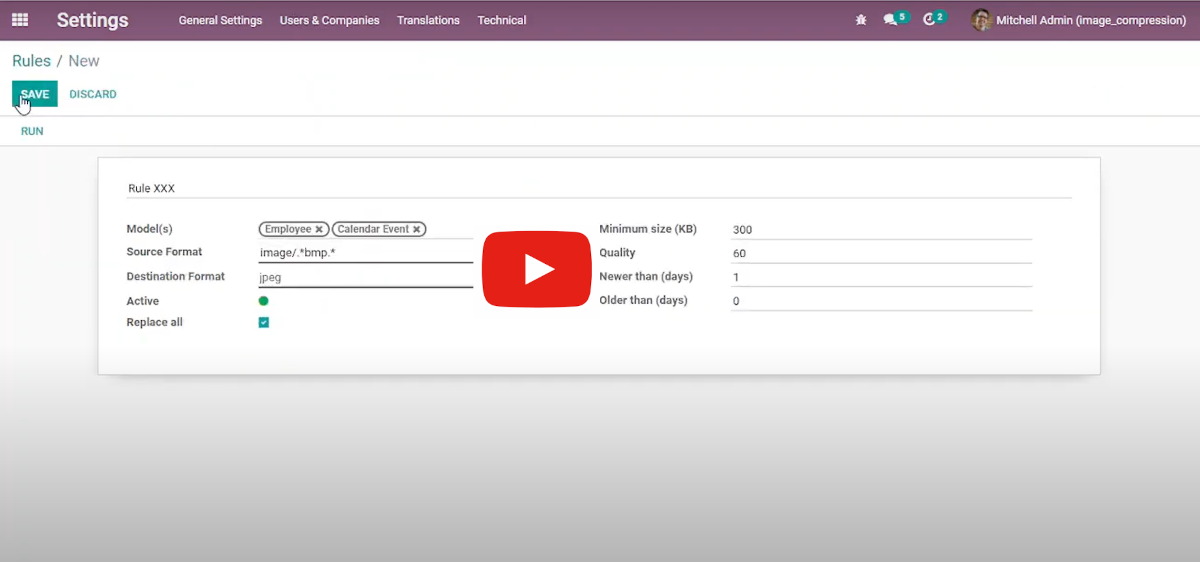 Settings General Settings Users & Companies Translations Technical 5 2 Mitchell Admin (image_compression)
Rules / New
SAVE DISCARD
RUN
Rule XXX
Model(s) Employee × Calendar Event × Minimum size (KB) 300
Source Format image/.*bmp.* Quality 60
Destination Format jpeg Newer than (days) 1
Active Older than (days) 0
Replace all